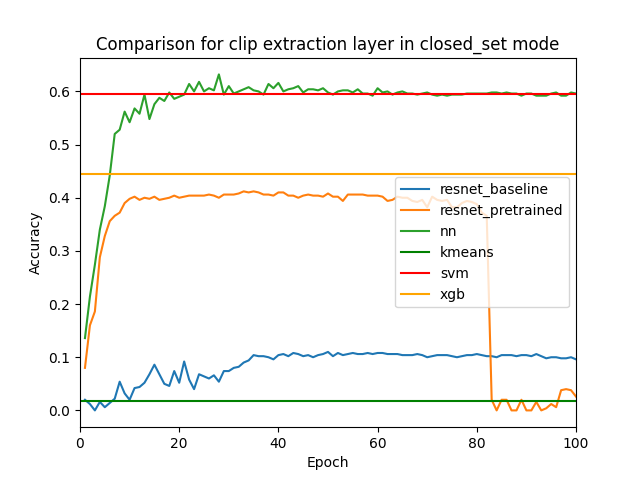 Comparison for clip extraction layer in closed_set mode
Accuracy
0.6
0.5
0.4
0.3
0.2
0.1
0.0
resnet_baseline
resnet_pretrained
nn
kmeans
svm
xgb
0 20 40 60 80 100
Epoch